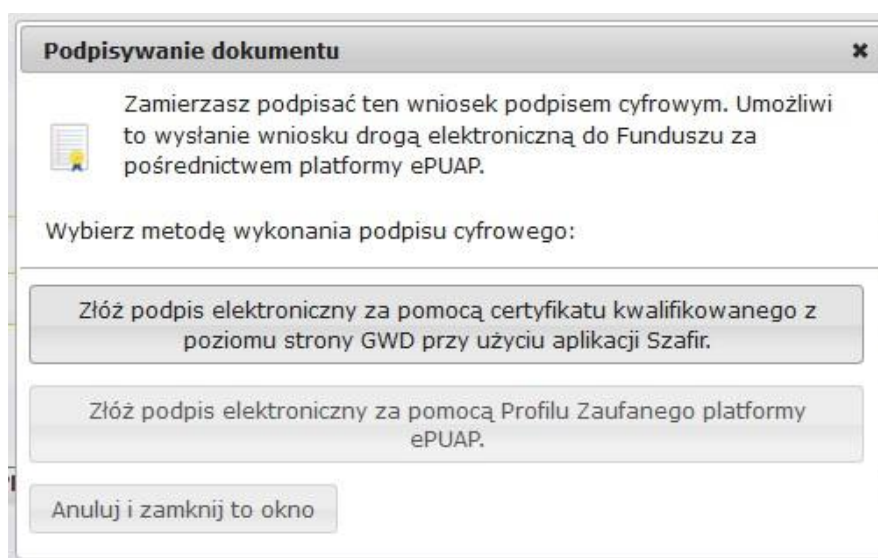 Podpisywanie dokumentu
Zamierzasz podpisać ten wniosek podpisem cyfrowym. Umożliwi
to wysłanie wniosku drogą elektroniczną do Funduszu za
pośrednictwem platformy ePUAP.
Wybierz metodę wykonania podpisu cyfrowego:
Złóż podpis elektroniczny za pomocą certyfikatu kwalifikowanego z
poziomu strony GWD przy użyciu aplikacji Szafir.
Złóż podpis elektroniczny za pomocą Profilu Zaufanego platformy
ePUAP.
Anuluj i zamknij to okno